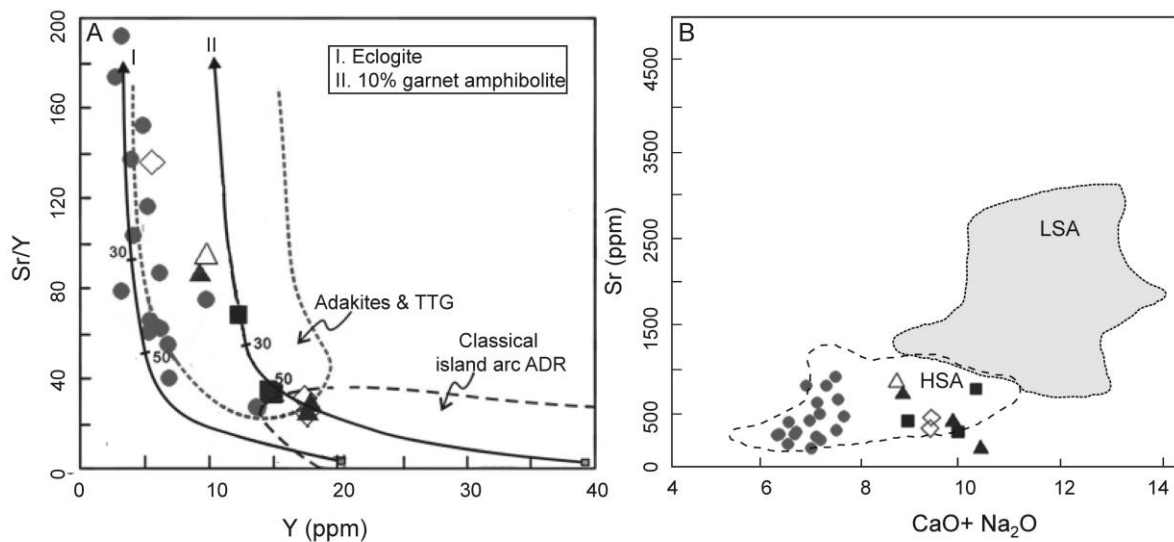 A
I
II
I. Eclogite
II. 10% garnet amphibolite
200
160
120
80
40
0
Sr/Y
30
50
30
50
Adakites & TTG
Classical
island arc ADR
0
10
20
30
40
Y (ppm)
B
4500
3500
2500
1500
500
0
Sr (ppm)
LSA
HSA
4
6
8
10
12
14
CaO+ Na₂O